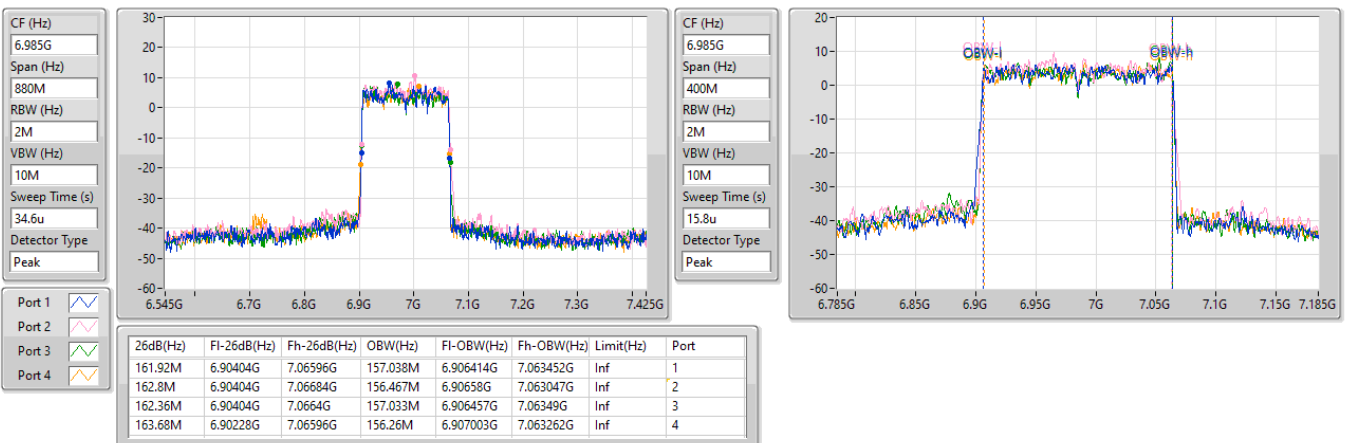 CF (Hz)
6.985G
Span (Hz)
880M
RBW (Hz)
2M
VBW (Hz)
10M
Sweep Time (s)
34.6u
Detector Type
Peak
30
20
10
0
-10
-20
-30
-40
-50
-60
6.545G 6.7G 6.8G 6.9G 7G 7.1G 7.2G 7.3G 7.425G
CF (Hz)
6.985G
Span (Hz)
400M
RBW (Hz)
2M
VBW (Hz)
10M
Sweep Time (s)
15.8u
Detector Type
Peak
20
10
0
-10
-20
-30
-40
-50
-60
OBW-l OBW-h
6.785G 6.85G 6.9G 6.95G 7G 7.05G 7.1G 7.15G 7.185G
Port 1
Port 2
Port 3
Port 4
26dB(Hz) Fl-26dB(Hz) Fh-26dB(Hz) OBW(Hz) Fl-OBW(Hz) Fh-OBW(Hz) Limit(Hz) Port
161.92M 6.90404G 7.06596G 157.038M 6.906414G 7.063452G Inf 1
162.8M 6.90404G 7.06684G 156.467M 6.90658G 7.063047G Inf 2
162.36M 6.90404G 7.0664G 157.033M 6.906457G 7.06349G Inf 3
163.68M 6.90228G 7.06596G 156.26M 6.907003G 7.063262G Inf 4